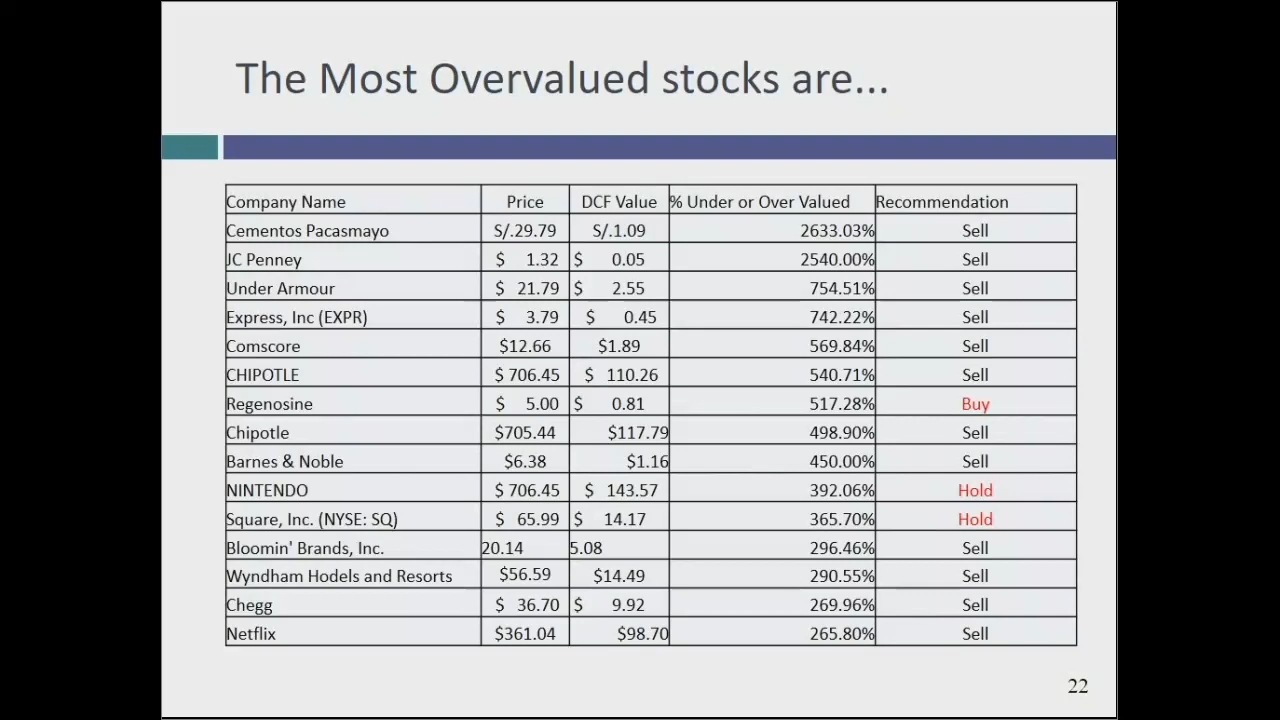 The Most Overvalued stocks are...
Company Name Price DCF Value % Under or Over Valued Recommendation
Cementos Pacasmayo S/.29.79 S/.1.09 2633.03% Sell
JC Penney $ 1.32 $ 0.05 2540.00% Sell
Under Armour $ 21.79 $ 2.55 754.51% Sell
Express, Inc (EXPR) $ 3.79 $ 0.45 742.22% Sell
Comscore $12.66 $1.89 569.84% Sell
CHIPOTLE $ 706.45 $ 110.26 540.71% Sell
Regenosine $ 5.00 $ 0.81 517.28% Buy
Chipotle $705.44 $117.79 498.90% Sell
Barnes & Noble $6.38 $1.16 450.00% Sell
NINTENDO $ 706.45 $ 143.57 392.06% Hold
Square, Inc. (NYSE: SQ) $ 65.99 $ 14.17 365.70% Hold
Bloomin' Brands, Inc. 20.14 5.08 296.46% Sell
Wyndham Hodels and Resorts $56.59 $14.49 290.55% Sell
Chegg $ 36.70 $ 9.92 269.96% Sell
Netflix $361.04 $98.70 265.80% Sell
22